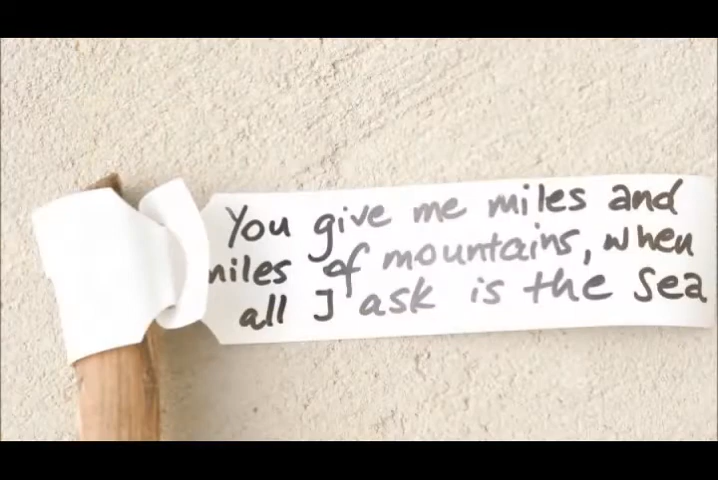 You give me miles and
miles of mountains, when
all I ask is the sea